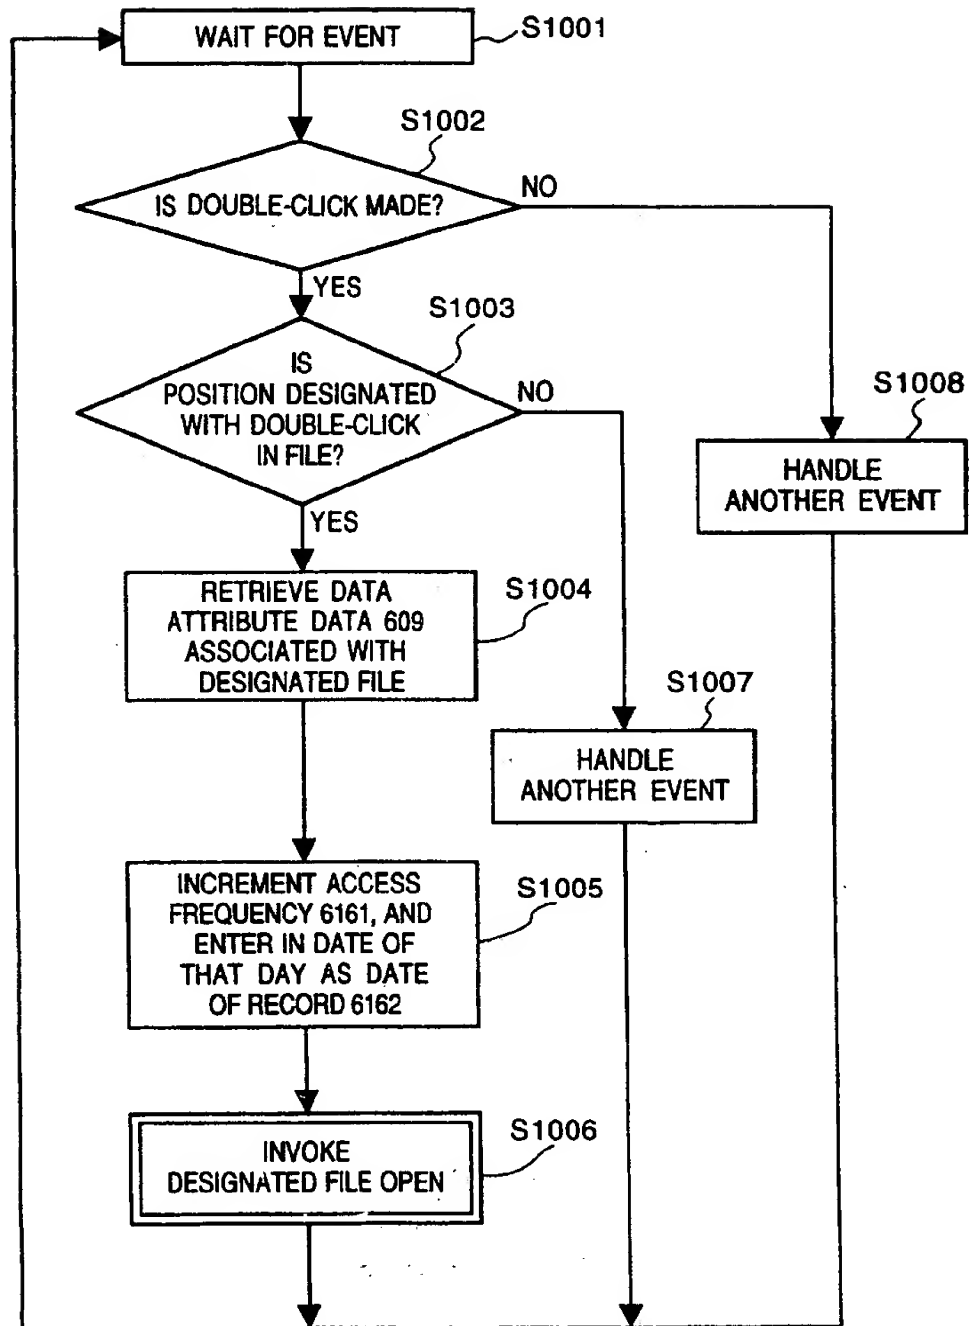 WAIT FOR EVENT
S1001
S1002
IS DOUBLE-CLICK MADE?
NO
YES
S1003
IS
POSITION DESIGNATED
WITH DOUBLE-CLICK
IN FILE?
NO
YES
S1008
HANDLE
ANOTHER EVENT
RETRIEVE DATA
ATTRIBUTE DATA 609
ASSOCIATED WITH
DESIGNATED FILE
S1004
S1007
HANDLE
ANOTHER EVENT
INCREMENT ACCESS
FREQUENCY 6161, AND
ENTER IN DATE OF
THAT DAY AS DATE
OF RECORD 6162
S1005
INVOKE
DESIGNATED FILE OPEN
S1006